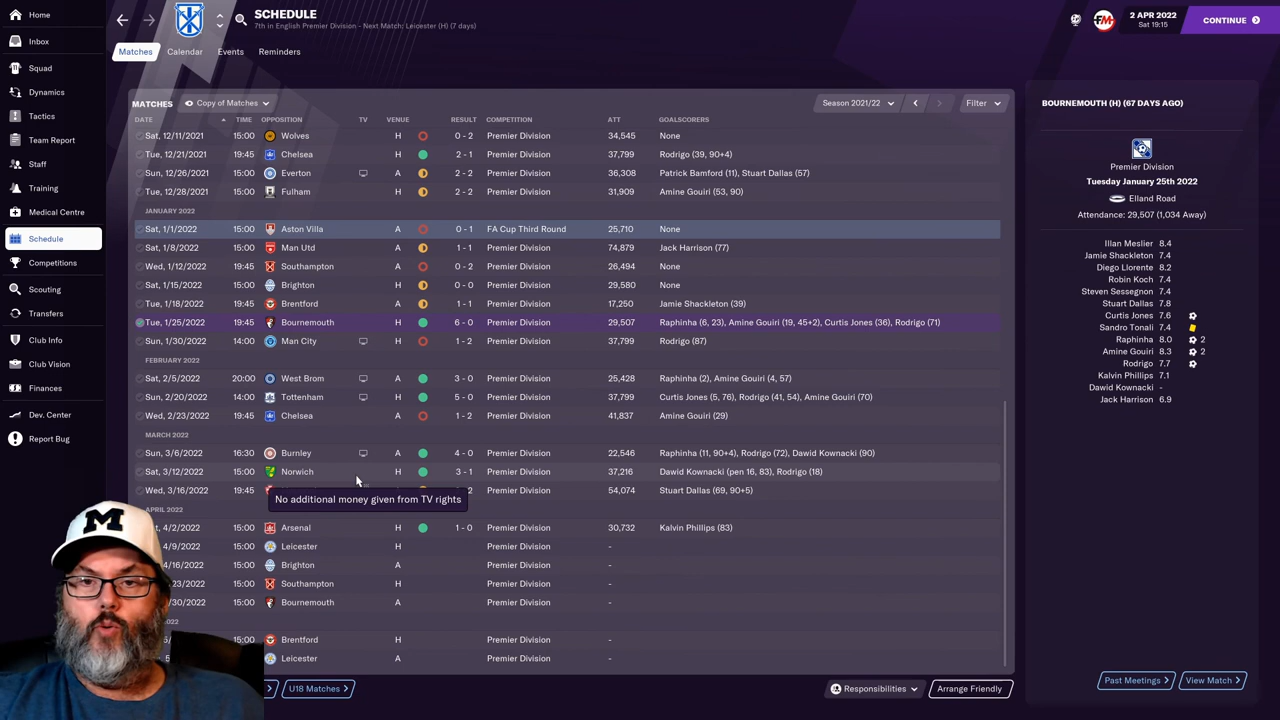 Home
Inbox
Squad
Dynamics
Tactics
Team Report
Staff
Training
Medical Centre
Schedule
Competitions
Scouting
Transfers
Club Info
Club Vision
Finances
Dev. Center
Report Bug
SCHEDULE
7th in English Premier Division - Next Match: Leicester (H) (7 days)
FM
2 APR 2022
Sat 19:15
CONTINUE
Matches Calendar Events Reminders
MATCHES Copy of Matches Season 2021/22 Filter
DATE TIME OPPOSITION TV VENUE RESULT COMPETITION ATT GOALSCORERS
Sat, 12/11/2021 15:00 Wolves H 0 - 2 Premier Division 34,545 None
Tue, 12/21/2021 19:45 Chelsea H 2 - 1 Premier Division 37,799 Rodrigo (39, 90+4)
Sun, 12/26/2021 15:00 Everton A 2 - 2 Premier Division 36,308 Patrick Bamford (11), Stuart Dallas (57)
Tue, 12/28/2021 15:00 Fulham H 2 - 2 Premier Division 31,909 Amine Gouiri (53, 90)
JANUARY 2022
Sat, 1/1/2022 15:00 Aston Villa A 0 - 1 FA Cup Third Round 25,710 None
Sat, 1/8/2022 15:00 Man Utd A 1 - 1 Premier Division 74,879 Jack Harrison (77)
Wed, 1/12/2022 19:45 Southampton A 0 - 2 Premier Division 26,494 None
Sat, 1/15/2022 15:00 Brighton H 0 - 0 Premier Division 29,580 None
Tue, 1/18/2022 19:45 Brentford A 1 - 1 Premier Division 17,250 Jamie Shackleton (39)
Tue, 1/25/2022 19:45 Bournemouth H 6 - 0 Premier Division 29,507 Raphinha (6, 23), Amine Gouiri (19, 45+2), Curtis Jones (36), Rodrigo (71)
Sun, 1/30/2022 14:00 Man City H 1 - 2 Premier Division 37,799 Rodrigo (87)
FEBRUARY 2022
Sat, 2/5/2022 20:00 West Brom A 3 - 0 Premier Division 25,428 Raphinha (2), Amine Gouiri (4, 57)
Sun, 2/20/2022 14:00 Tottenham H 5 - 0 Premier Division 37,799 Curtis Jones (5, 76), Rodrigo (41, 54), Amine Gouiri (70)
Wed, 2/23/2022 19:45 Chelsea A 1 - 2 Premier Division 41,837 Amine Gouiri (29)
MARCH 2022
Sun, 3/6/2022 16:30 Burnley A 4 - 0 Premier Division 22,546 Raphinha (11, 90+4), Rodrigo (72), Dawid Kownacki (90)
Sat, 3/12/2022 15:00 Norwich H 3 - 1 Premier Division 37,216 Dawid Kownacki (pen 16, 83), Rodrigo (18)
Wed, 3/16/2022 19:45 2 Premier Division 54,074 Stuart Dallas (69, 90+5)
No additional money given from TV rights
APRIL 2022
4/2/2022 15:00 Arsenal H 1 - 0 Premier Division 30,732 Kalvin Phillips (83)
4/9/2022 15:00 Leicester H Premier Division -
4/16/2022 15:00 Brighton A Premier Division -
23/2022 15:00 Southampton H Premier Division -
30/2022 15:00 Bournemouth A Premier Division -
022
15:00 Brentford H Premier Division -
Leicester A Premier Division -
U18 Matches Responsibilities Arrange Friendly
BOURNEMOUTH (H) (67 DAYS AGO)
Premier Division
Tuesday January 25th 2022
Elland Road
Attendance: 29,507 (1,034 Away)
Illan Meslier 8.4
Jamie Shackleton 7.4
Diego Llorente 8.2
Robin Koch 7.4
Steven Sessegnon 7.4
Stuart Dallas 7.8
Curtis Jones 7.6
Sandro Tonali 7.4
Raphinha 8.0 2
Amine Gouiri 8.3 2
Rodrigo 7.7
Kalvin Phillips 7.1
Dawid Kownacki -
Jack Harrison 6.9
Past Meetings View Match
M